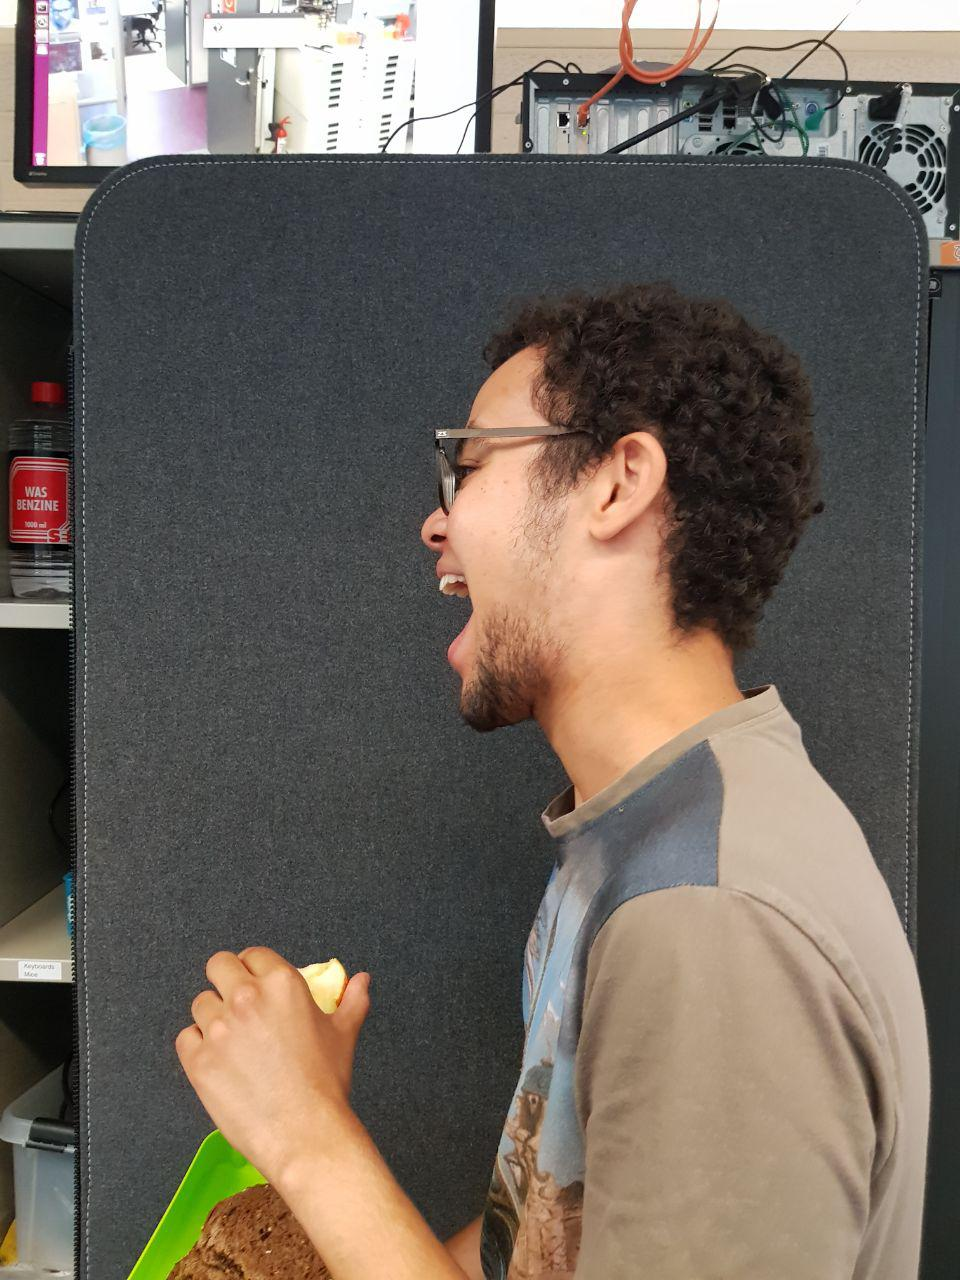 WAS
BENZINE
1000 ml
Keyboards
Mice